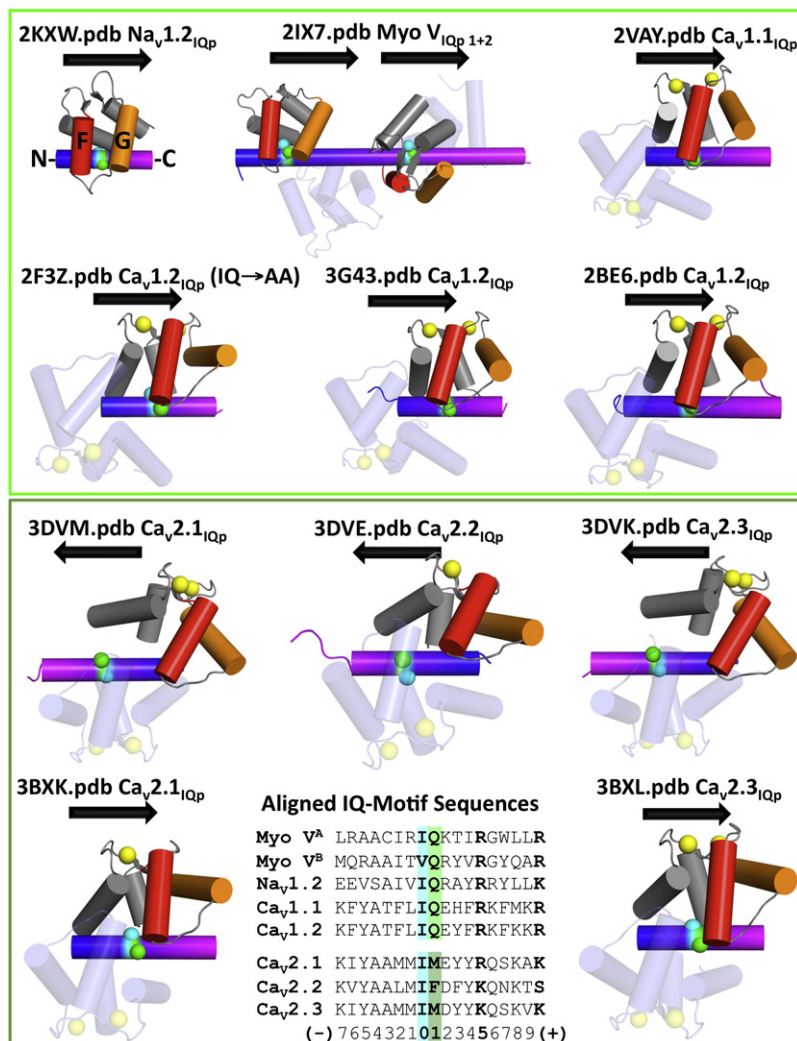 2KXW.pdb Nav1.2IQp
2IX7.pdb Myo VIQp 1+2
2VAY.pdb Cav1.1IQp
F G
N- -C
2F3Z.pdb Cav1.2IQp (IQ→AA)
3G43.pdb Cav1.2IQp
2BE6.pdb Cav1.2IQp
3DVM.pdb Cav2.1IQp
3DVE.pdb Cav2.2IQp
3DVK.pdb Cav2.3IQp
3BXK.pdb Cav2.1IQp
3BXL.pdb Cav2.3IQp
Aligned IQ-Motif Sequences
Myo VA LRAACIRIQKTIRGWLLR
Myo VB MQRAAITVQRYVRGYQAR
NaV1.2 EEVSAIVIQRAYRRYLLK
CaV1.1 KFYATFLIQEHFRKFMKR
CaV1.2 KFYATFLIQEYFRKFKKR
CaV2.1 KIYAAMMIMEYYRQSKAK
CaV2.2 KVYAALMIFDFYKQNKTS
CaV2.3 KIYAAMMIMDYYKQSKVK
(-) 76543210123456789 (+)